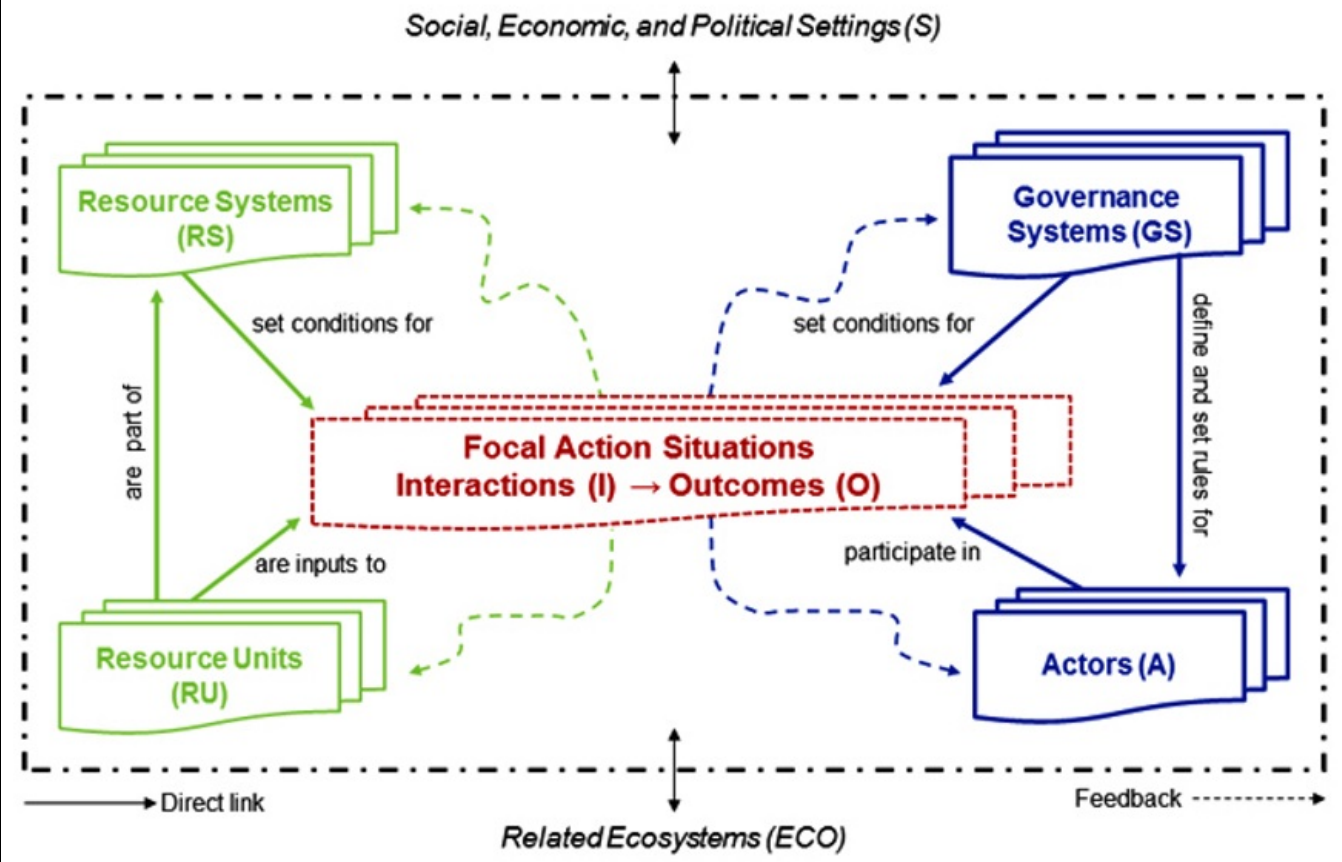 Social, Economic, and Political Settings (S)
Resource Systems
(RS)
Governance
Systems (GS)
set conditions for
set conditions for
define and set rules for
are part of
Focal Action Situations
Interactions (I) → Outcomes (O)
are inputs to
participate in
Resource Units
(RU)
Actors (A)
Direct link
Feedback
Related Ecosystems (ECO)